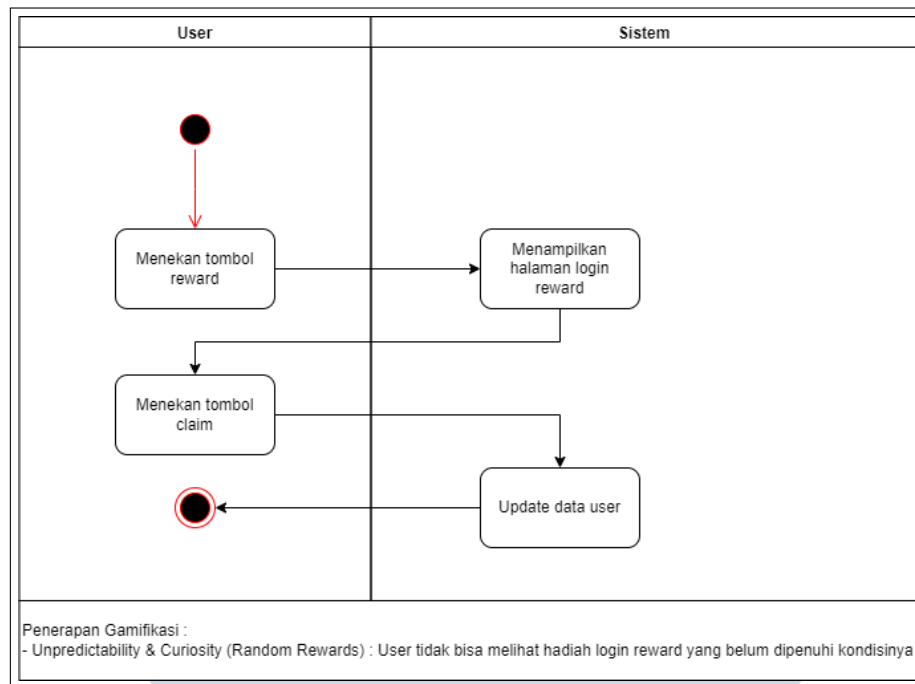 User
Sistem
Menekan tombol
reward
Menampilkan
halaman login
reward
Menekan tombol
claim
Update data user
Penerapan Gamifikasi :
- Unpredictability & Curiosity (Random Rewards) : User tidak bisa melihat hadiah login reward yang belum dipenuhi kondisinya